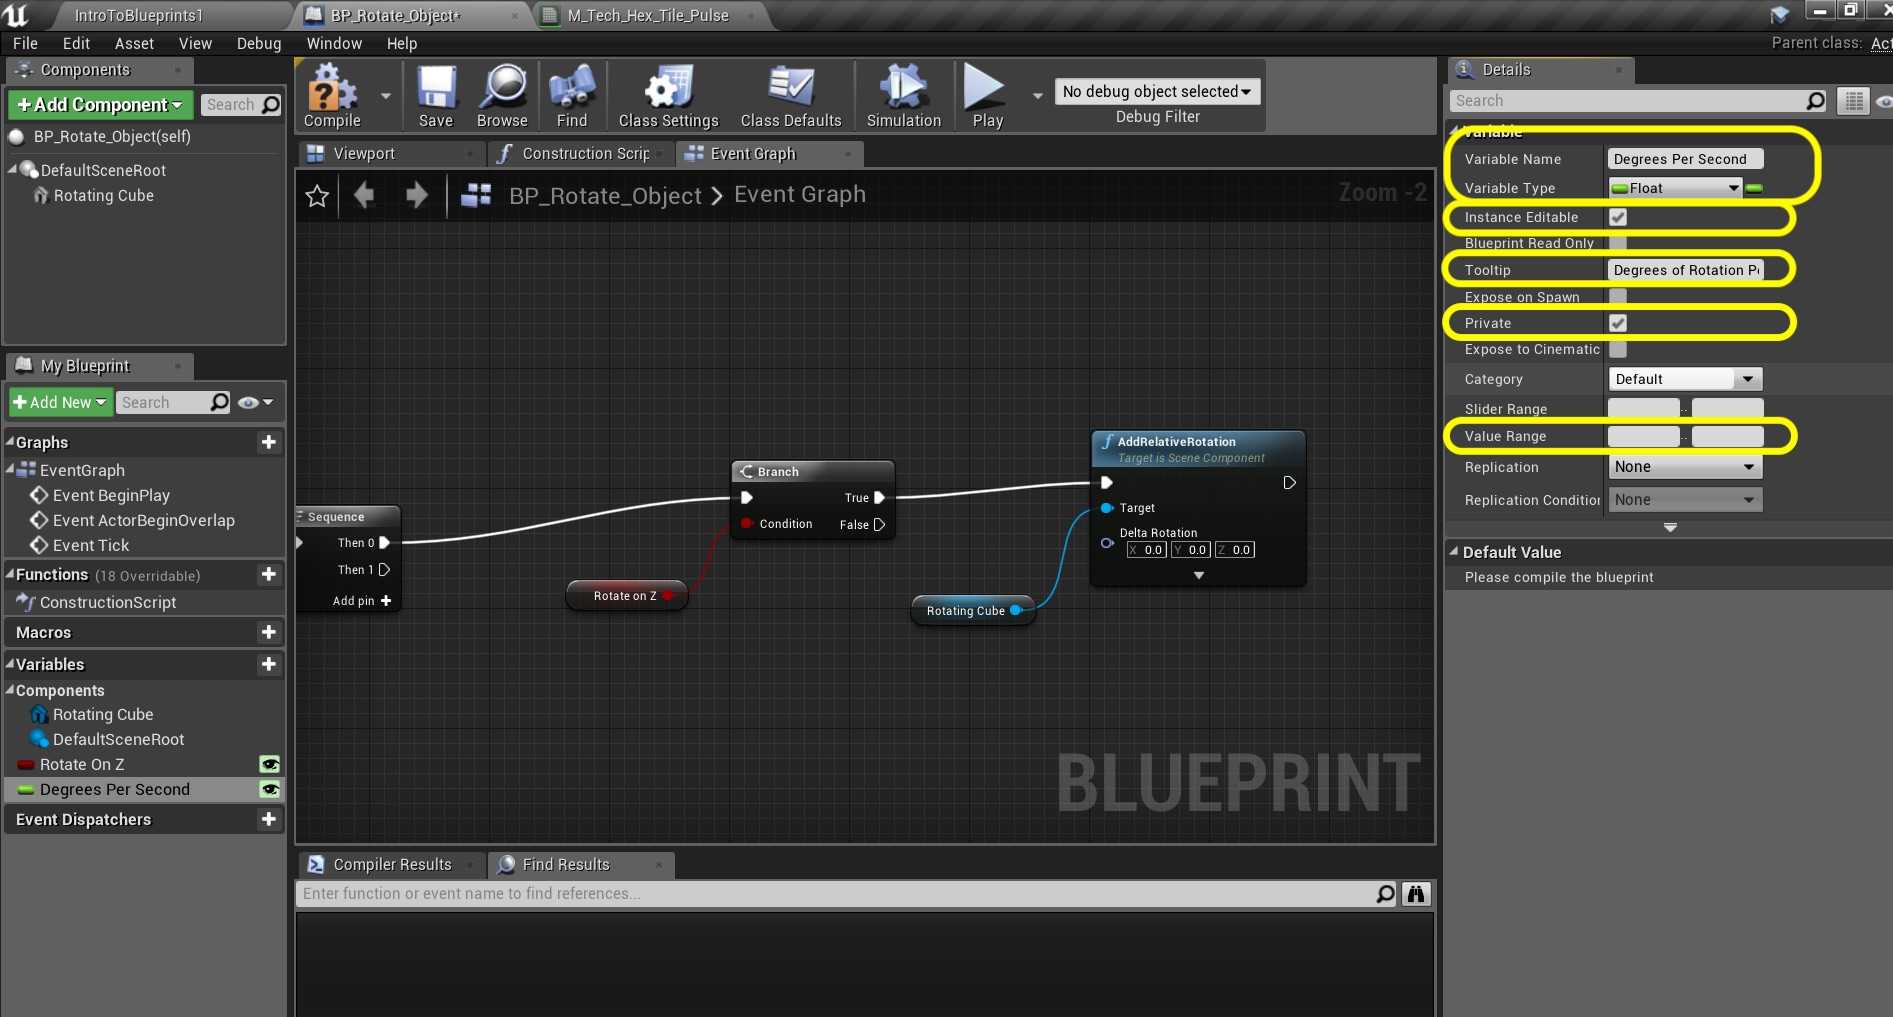 IntroToBlueprints1
BP_Rotate_Object*
M_Tech_Hex_Tile_Pulse
File Edit Asset View Debug Window Help
Parent class: Act
Components
+Add Component
Search
BP_Rotate_Object(self)
DefaultSceneRoot
Rotating Cube
My Blueprint
+Add New
Search
Graphs
EventGraph
Event BeginPlay
Event ActorBeginOverlap
Event Tick
Functions (18 Overridable)
ConstructionScript
Macros
Variables
Components
Rotating Cube
DefaultSceneRoot
Rotate On Z
Degrees Per Second
Event Dispatchers
Compile Save Browse Find Class Settings Class Defaults Simulation Play
No debug object selected
Debug Filter
Viewport
Construction Scrip
Event Graph
BP_Rotate_Object > Event Graph
Zoom -2
Sequence
Then 0
Then 1
Add pin +
Branch
True
Condition
False
Rotate on Z
AddRelativeRotation
Target is Scene Component
Target
Delta Rotation
X 0.0 Y 0.0 Z 0.0
Rotating Cube
BLUEPRINT
Compiler Results
Find Results
Enter function or event name to find references...
Details
Search
Variable
Variable Name Degrees Per Second
Variable Type Float
Instance Editable
Blueprint Read Only
Tooltip Degrees of Rotation Pe
Expose on Spawn
Private
Expose to Cinematic
Category Default
Slider Range ..
Value Range ..
Replication None
Replication Condition None
Default Value
Please compile the blueprint